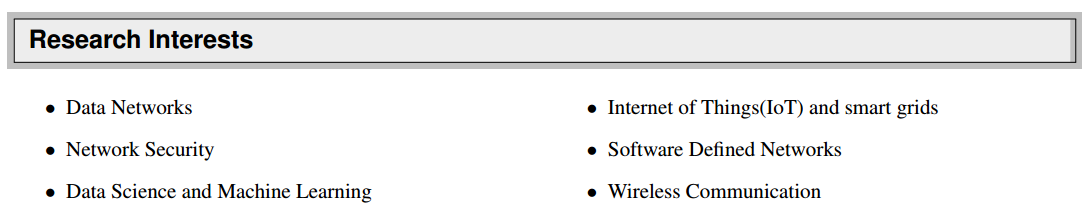 Research Interests
• Data Networks
• Network Security
• Data Science and Machine Learning
• Internet of Things(IoT) and smart grids
• Software Defined Networks
• Wireless Communication